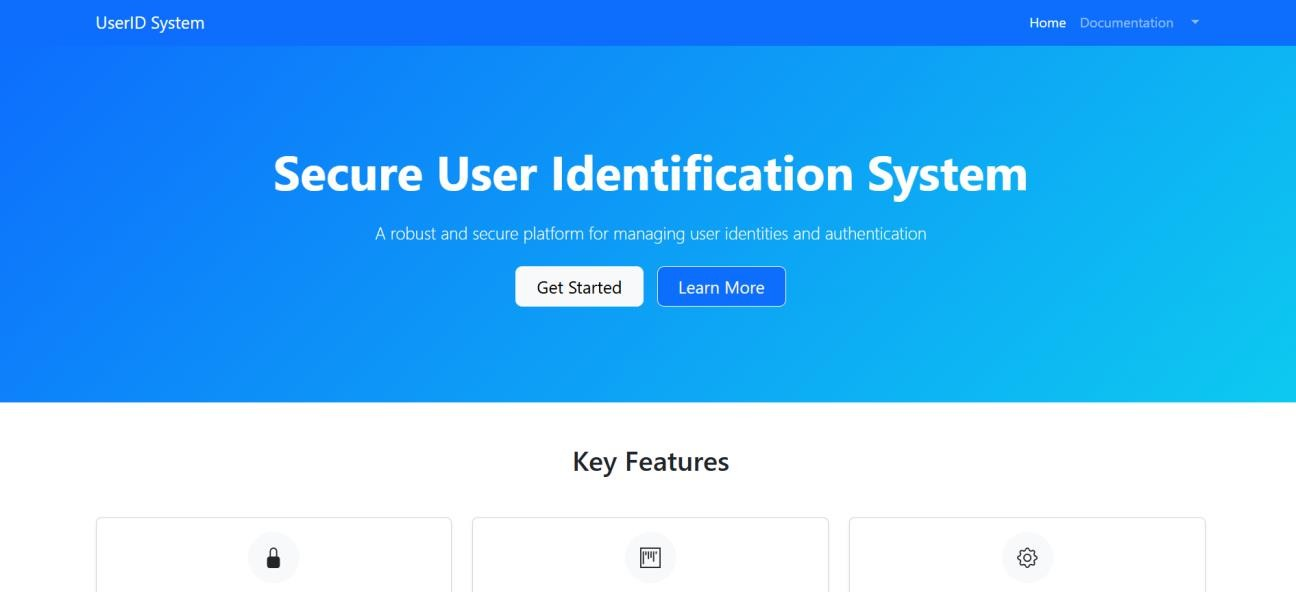 UserID System
Home Documentation
Secure User Identification System
A robust and secure platform for managing user identities and authentication
Get Started Learn More
Key Features